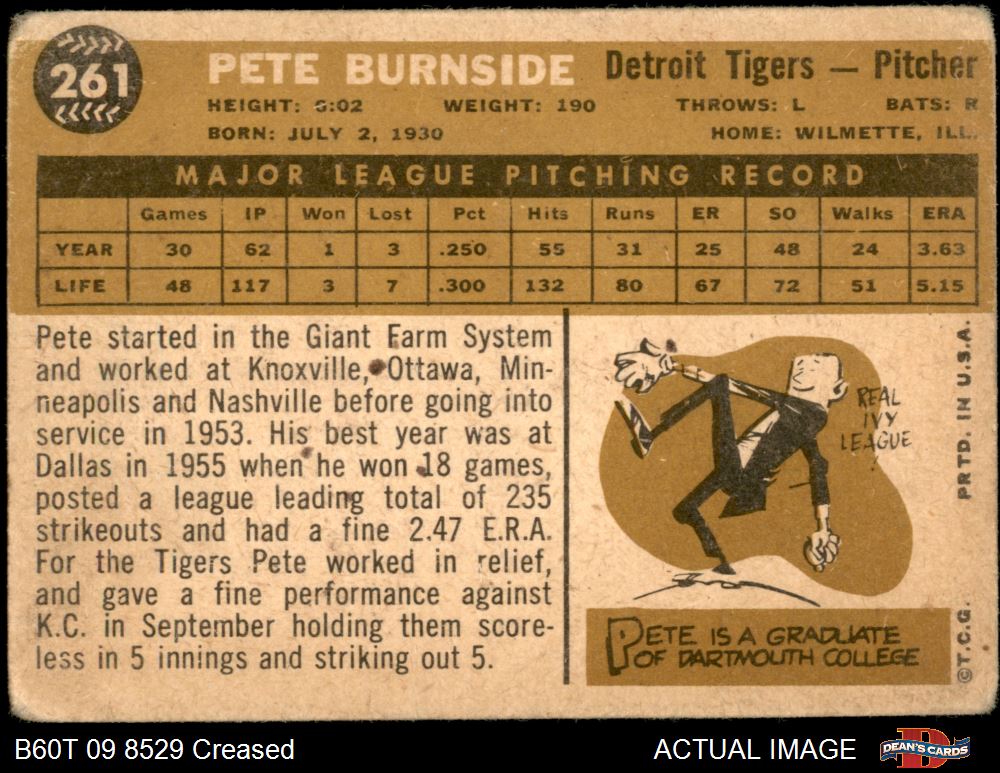 261
PETE BURNSIDE Detroit Tigers — Pitcher
HEIGHT: 6:02 WEIGHT: 190 THROWS: L BATS: R
BORN: JULY 2, 1930 HOME: WILMETTE, ILL.
MAJOR LEAGUE PITCHING RECORD
Games IP Won Lost Pct Hits Runs ER SO Walks ERA
YEAR 30 62 1 3 .250 55 31 25 48 24 3.63
LIFE 48 117 3 7 .300 132 80 67 72 51 5.15
Pete started in the Giant Farm System
and worked at Knoxville, Ottawa, Min-
neapolis and Nashville before going into
service in 1953. His best year was at
Dallas in 1955 when he won 18 games,
posted a league leading total of 235
strikeouts and had a fine 2.47 E.R.A.
For the Tigers Pete worked in relief,
and gave a fine performance against
K.C. in September holding them score-
less in 5 innings and striking out 5.
REAL
IVY
LEAGUE
PETE IS A GRADUATE
OF DARTMOUTH COLLEGE
©T.C.G. PRTD. IN U.S.A.
B60T 09 8529 Creased ACTUAL IMAGE
DEAN'S CARDS